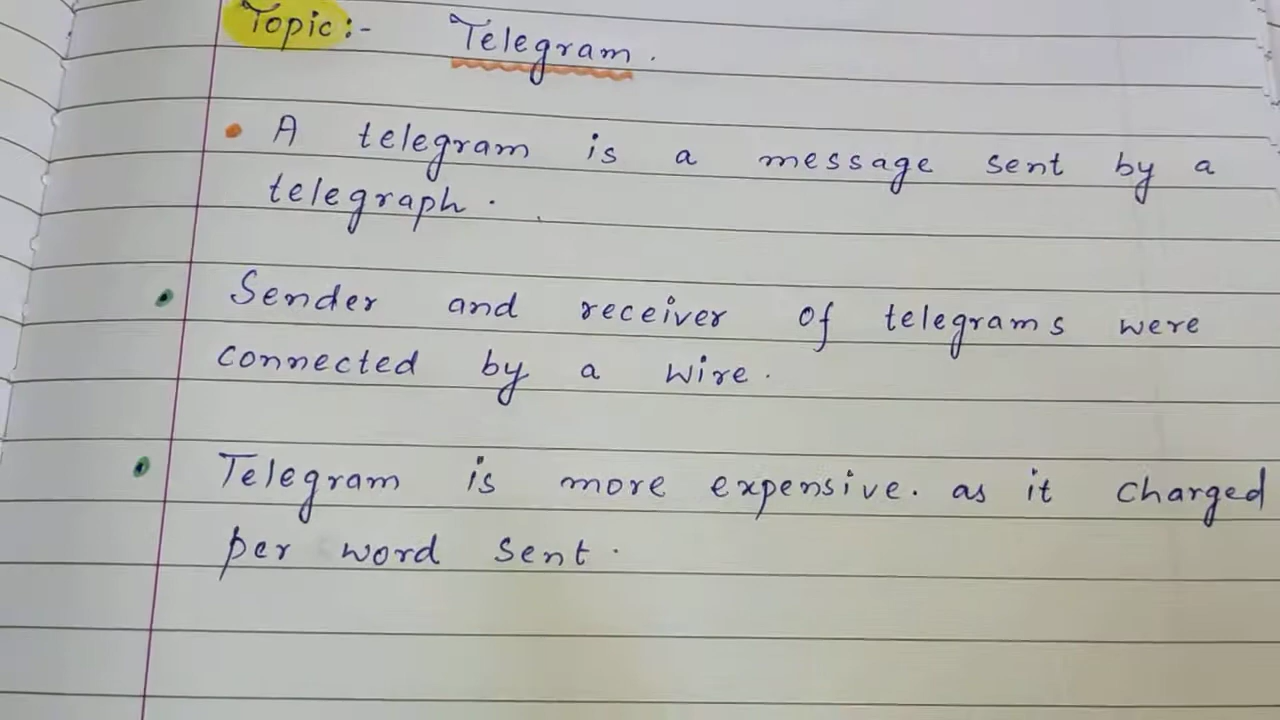 Topic:- Telegram.
• A telegram is a message sent by a
telegraph.
• Sender and receiver of telegrams were
connected by a wire.
• Telegram is more expensive. as it charged
per word sent.